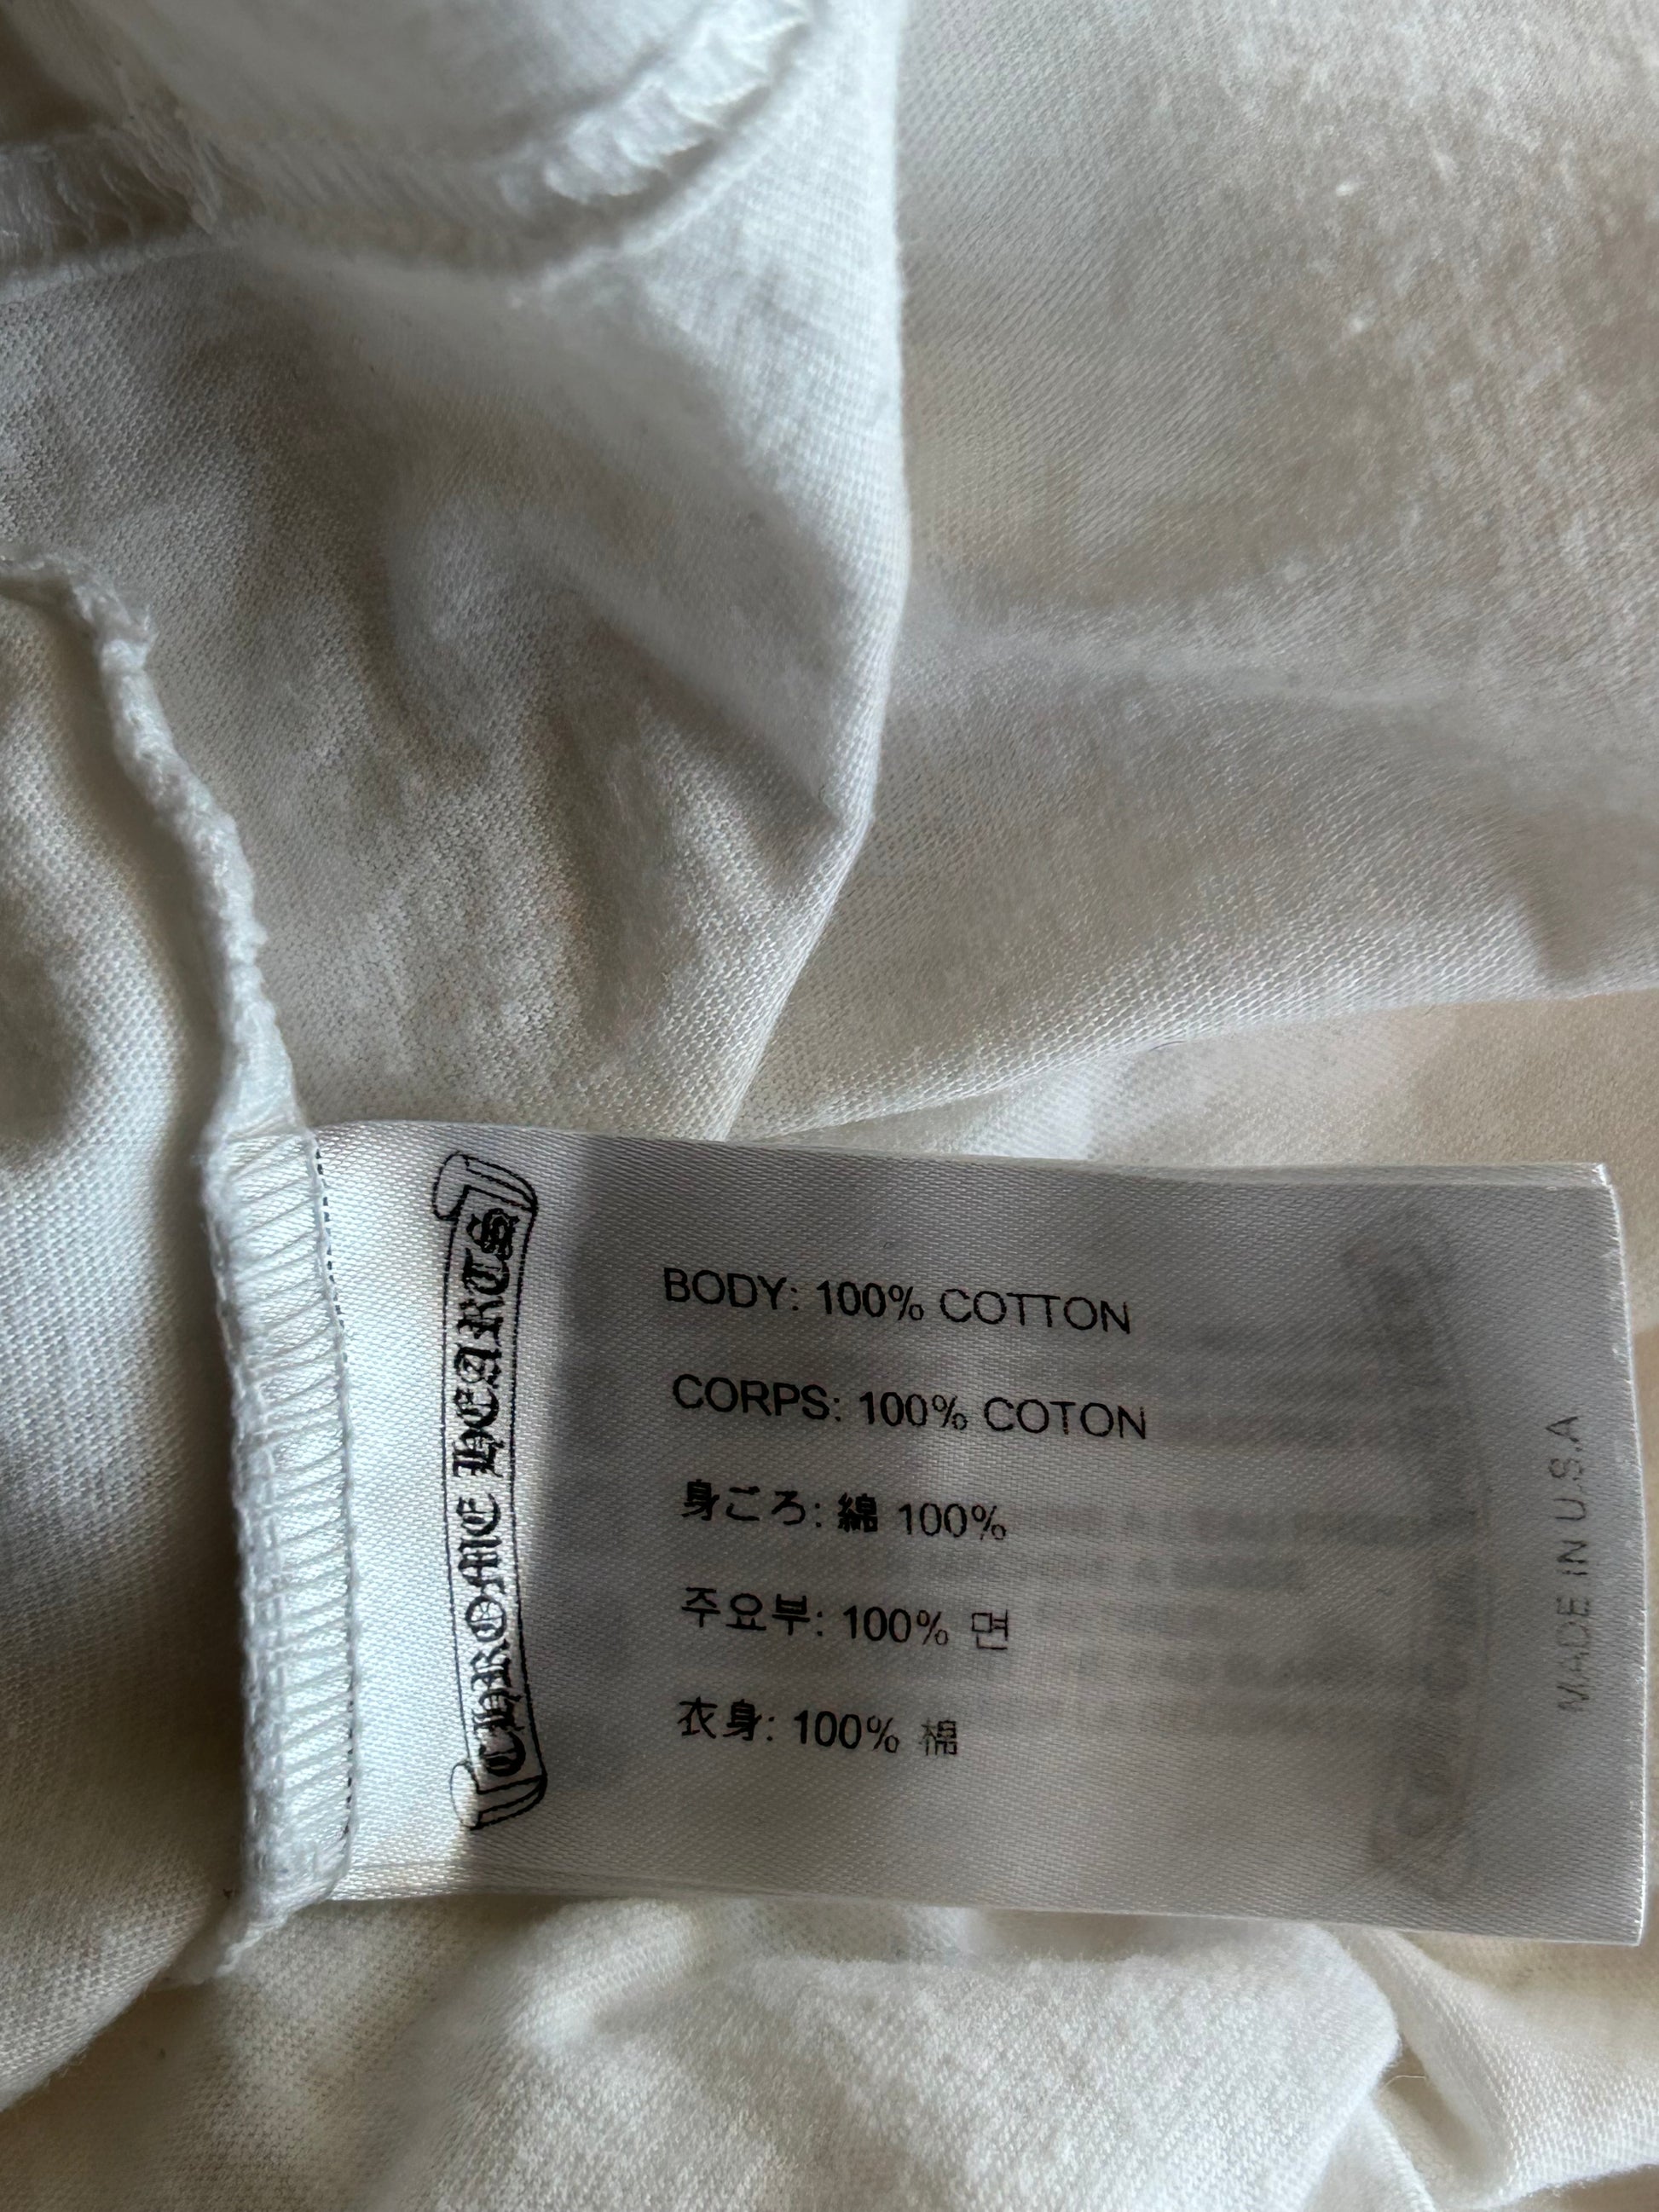 CHROME HEARTS
BODY: 100% COTTON
CORPS: 100% COTON
身ごろ: 綿 100%
주요부: 100% 면
衣身: 100% 棉
MADE IN U.S.A